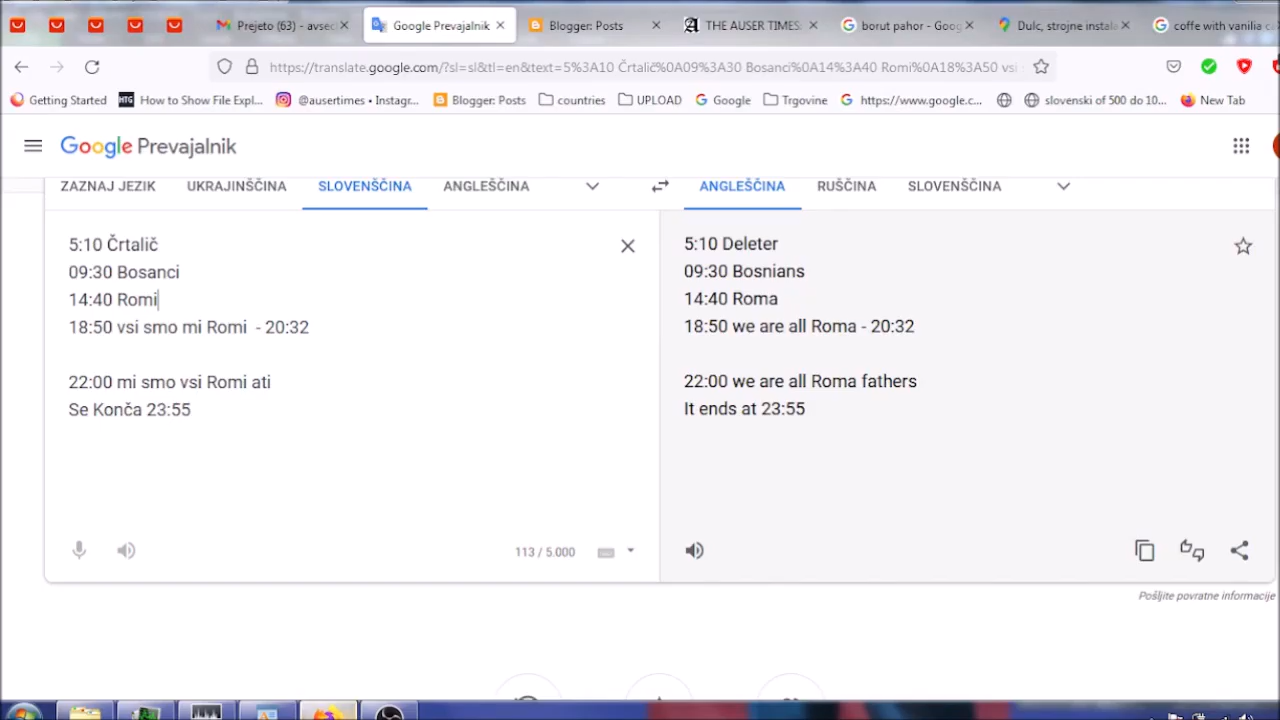 Prejeto (63) - avsec
Google Prevajalnik
Blogger: Posts
THE AUSER TIMES:
borut pahor - Goog
Dulc, strojne instala
coffe with vanilia ca
https://translate.google.com/?sl=sl&tl=en&text=5%3A10 Črtalič%0A09%3A30 Bosanci%0A14%3A40 Romi%0A18%3A50 vsi
Getting Started
How to Show File Expl...
@ausertimes • Instagr...
Blogger: Posts
countries
UPLOAD
Google
Trgovine
https://www.google.c...
slovenski of 500 do 10...
New Tab
Google Prevajalnik
ZAZNAJ JEZIK UKRAJINŠČINA SLOVENŠČINA ANGLEŠČINA
ANGLEŠČINA RUŠČINA SLOVENŠČINA
5:10 Črtalič
09:30 Bosanci
14:40 Romi
18:50 vsi smo mi Romi - 20:32
22:00 mi smo vsi Romi ati
Se Konča 23:55
113 / 5.000
5:10 Deleter
09:30 Bosnians
14:40 Roma
18:50 we are all Roma - 20:32
22:00 we are all Roma fathers
It ends at 23:55
Pošljite povratne informacije